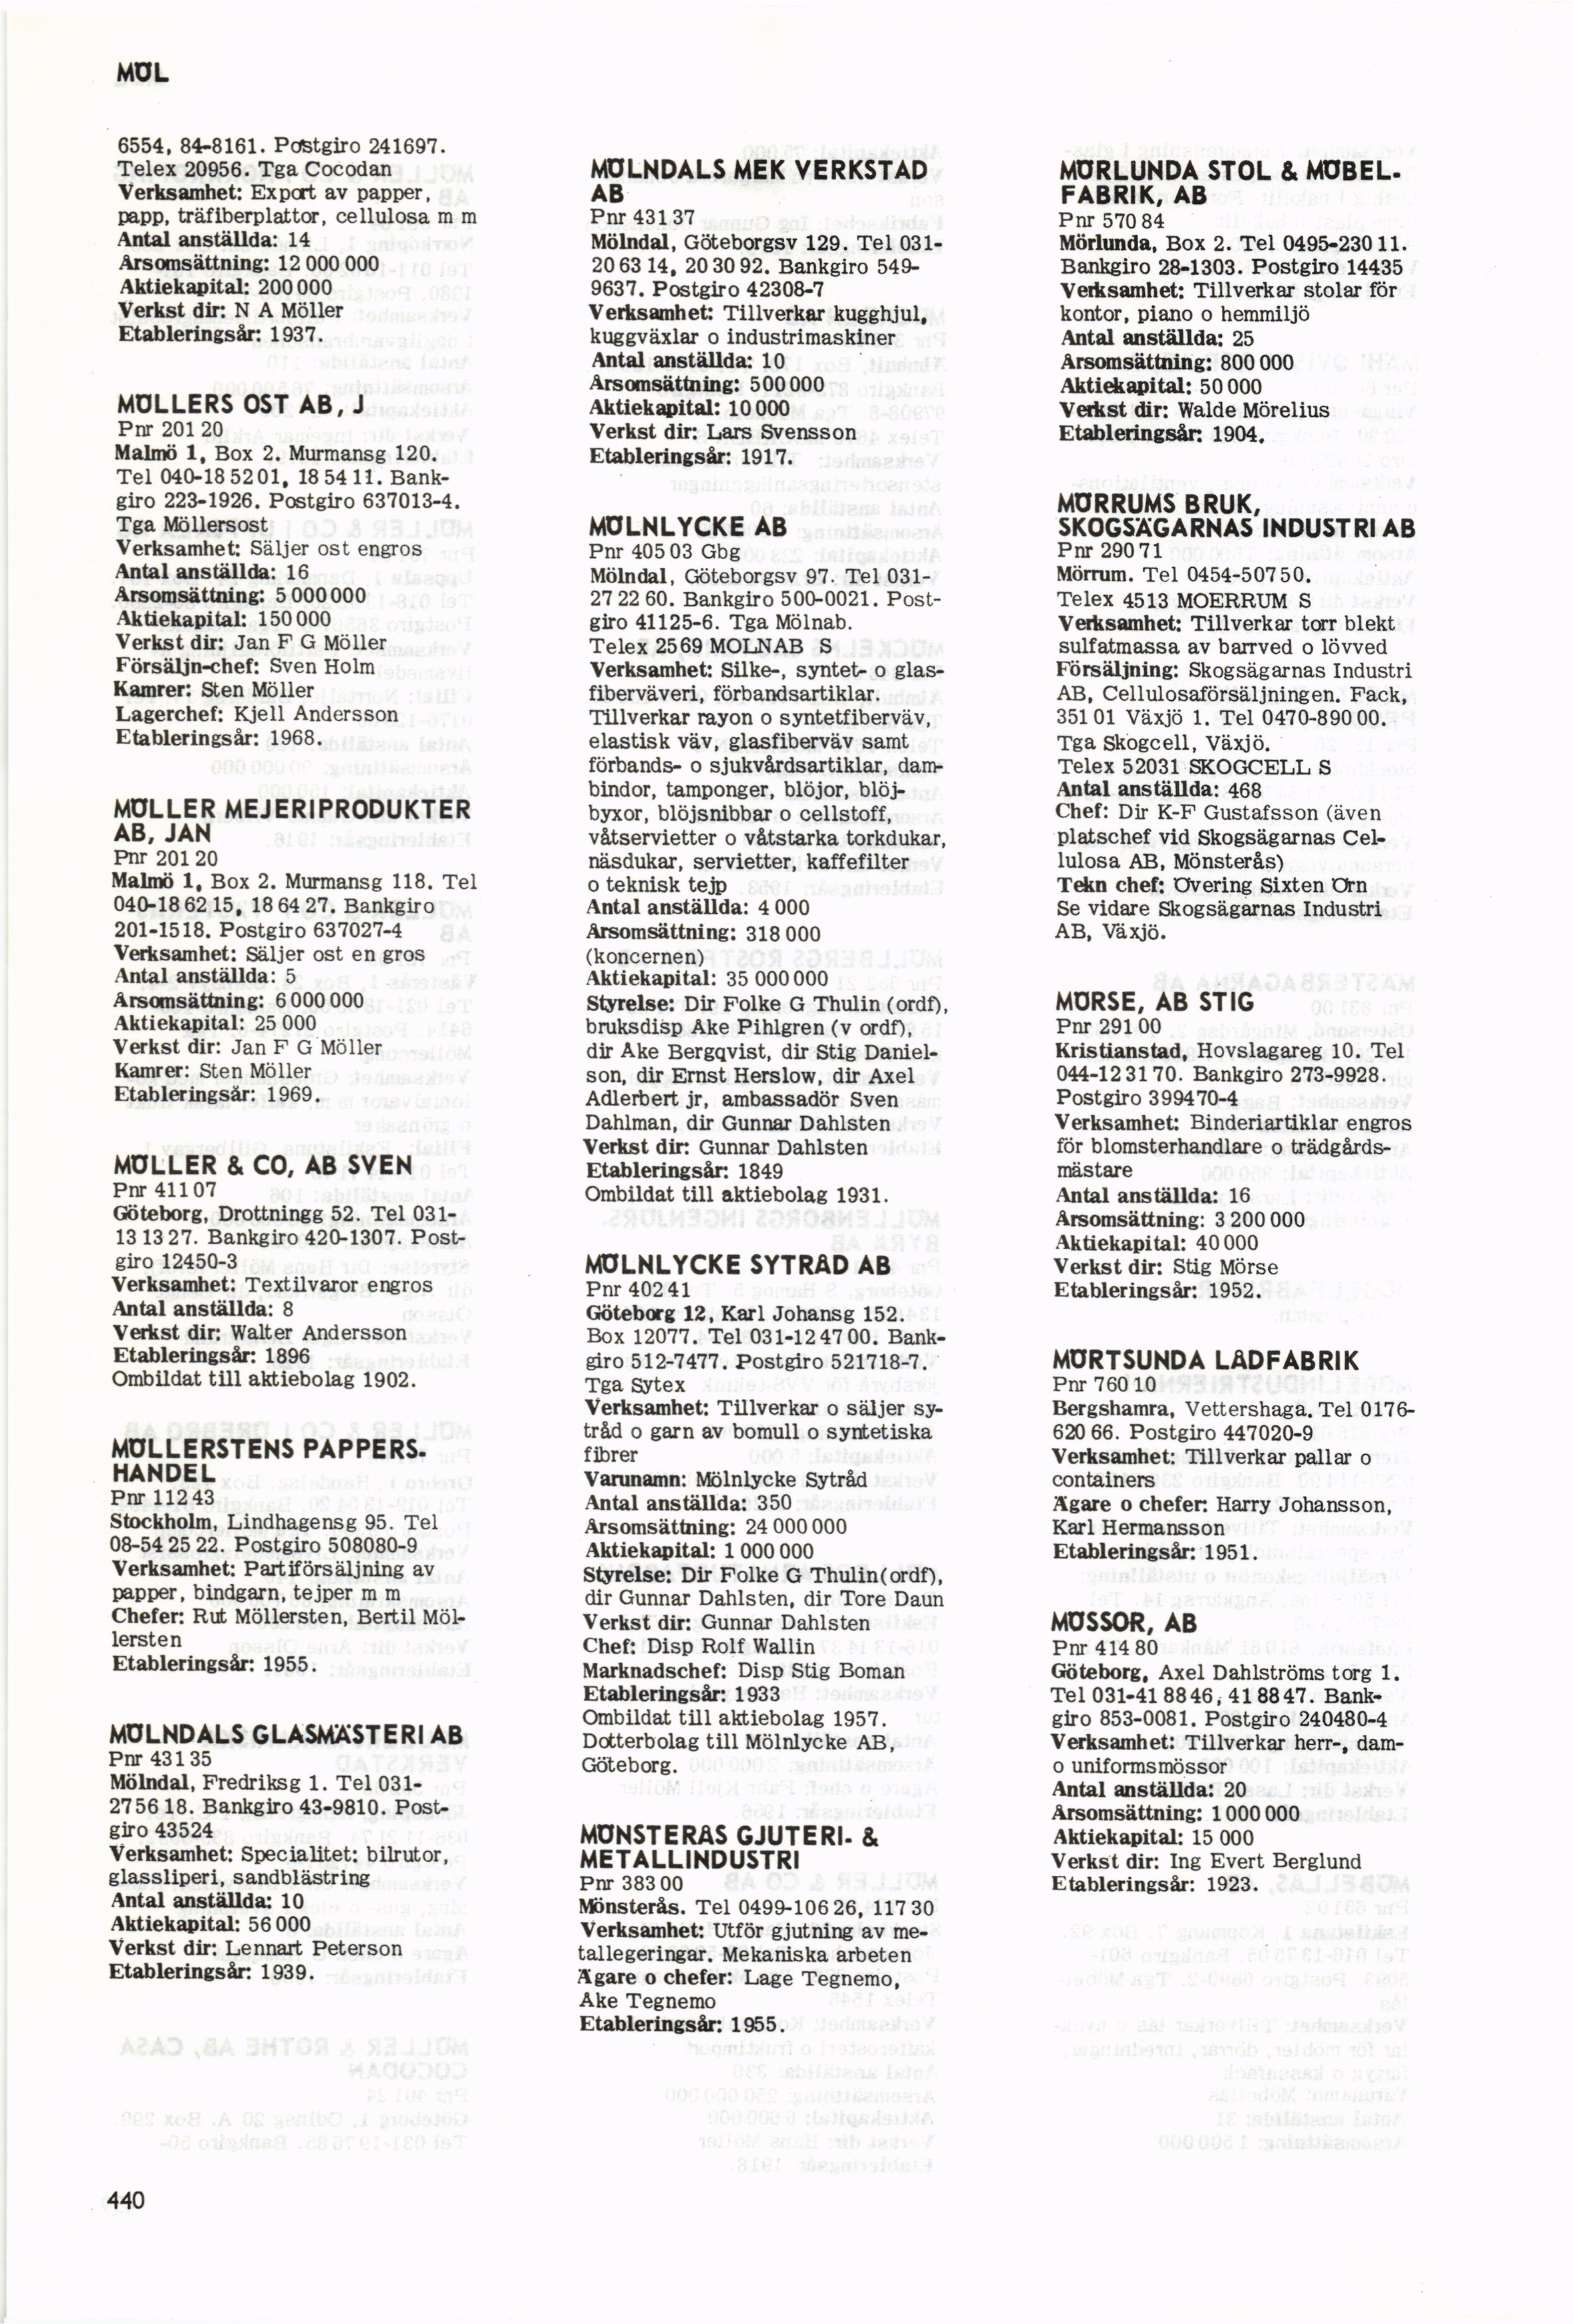 MÖL
6554, 84-8161. Postgiro 241697.
Telex 20956. Tga Cocodan
Verksamhet: Export av papper,
papp, träfiberplattor, cellulosa m m
Antal anställda: 14
Årsomsättning: 12 000 000
Aktiekapital: 200 000
Verkst dir: N A Möller
Etableringsår: 1937.
MÖLLERS OST AB, J
Pnr 201 20
Malmö 1, Box 2. Murmansg 120.
Tel 040-18 52 01, 18 54 11. Bank-
giro 223-1926. Postgiro 637013-4.
Tga Möllersost
Verksamhet: Säljer ost engros
Antal anställda: 16
Årsomsättning: 5 000 000
Aktiekapital: 150 000
Verkst dir: Jan F G Möller
Försäljn-chef: Sven Holm
Kamrer: Sten Möller
Lagerchef: Kjell Andersson
Etableringsår: 1968.
MÖLLER MEJERIPRODUKTER
AB, JAN
Pnr 201 20
Malmö 1, Box 2. Murmansg 118. Tel
040-18 62 15, 18 64 27. Bankgiro
201-1518. Postgiro 637027-4
Verksamhet: Säljer ost en gros
Antal anställda: 5
Årsomsättning: 6 000 000
Aktiekapital: 25 000
Verkst dir: Jan F G Möller
Kamrer: Sten Möller
Etableringsår: 1969.
MÖLLER & CO, AB SVEN
Pnr 411 07
Göteborg, Drottningg 52. Tel 031-
13 13 27. Bankgiro 420-1307. Post-
giro 12450-3
Verksamhet: Textilvaror engros
Antal anställda: 8
Verkst dir: Walter Andersson
Etableringsår: 1896
Ombildat till aktiebolag 1902.
MÖLLERSTENS PAPPERS-
HANDEL
Pnr 112 43
Stockholm, Lindhagensg 95. Tel
08-54 25 22. Postgiro 508080-9
Verksamhet: Partiförsäljning av
papper, bindgarn, tejper m m
Chefer: Rut Möllersten, Bertil Möl-
lersten
Etableringsår: 1955.
MÖLNDALS GLASMÄSTERI AB
Pnr 431 35
Mölndal, Fredriksg 1. Tel 031-
27 56 18. Bankgiro 43-9810. Post-
giro 43524
Verksamhet: Specialitet: bilrutor,
glassliperi, sandblästring
Antal anställda: 10
Aktiekapital: 56 000
Verkst dir: Lennart Peterson
Etableringsår: 1939.
MÖLNDALS MEK VERKSTAD
AB
Pnr 431 37
Mölndal, Göteborgsv 129. Tel 031-
20 63 14, 20 30 92. Bankgiro 549-
9637. Postgiro 42308-7
Verksamhet: Tillverkar kugghjul,
kuggväxlar o industrimaskiner
Antal anställda: 10
Årsomsättning: 500 000
Aktiekapital: 10 000
Verkst dir: Lars Svensson
Etableringsår: 1917.
MÖLNLYCKE AB
Pnr 405 03 Gbg
Mölndal, Göteborgsv 97. Tel 031-
27 22 60. Bankgiro 500-0021. Post-
giro 41125-6. Tga Mölnab.
Telex 2569 MOLNAB S
Verksamhet: Silke-, syntet- o glas-
fiberväveri, förbandsartiklar.
Tillverkar rayon o syntetfiberväv,
elastisk väv, glasfiberväv samt
förbands- o sjukvårdsartiklar, dam-
bindor, tamponger, blöjor, blöj-
byxor, blöjsnibbar o cellstoff,
våtservietter o våtstarka torkdukar,
näsdukar, servietter, kaffefilter
o teknisk tejp
Antal anställda: 4 000
Årsomsättning: 318 000
(koncernen)
Aktiekapital: 35 000 000
Styrelse: Dir Folke G Thulin (ordf),
bruksdisp Åke Pihlgren (v ordf),
dir Åke Bergqvist, dir Stig Daniel-
son, dir Ernst Herslow, dir Axel
Adlerbert jr, ambassadör Sven
Dahlman, dir Gunnar Dahlsten
Verkst dir: Gunnar Dahlsten
Etableringsår: 1849
Ombildat till aktiebolag 1931.
MÖLNLYCKE SYTRÅD AB
Pnr 402 41
Göteborg 12, Karl Johansg 152.
Box 12077. Tel 031-12 47 00. Bank-
giro 512-7477. Postgiro 521718-7.
Tga Sytex
Verksamhet: Tillverkar o säljer sy-
tråd o garn av bomull o syntetiska
fibrer
Varunamn: Mölnlycke Sytråd
Antal anställda: 350
Årsomsättning: 24 000 000
Aktiekapital: 1 000 000
Styrelse: Dir Folke G Thulin(ordf),
dir Gunnar Dahlsten, dir Tore Daun
Verkst dir: Gunnar Dahlsten
Chef: Disp Rolf Wallin
Marknadschef: Disp Stig Boman
Etableringsår: 1933
Ombildat till aktiebolag 1957.
Dotterbolag till Mölnlycke AB,
Göteborg.
MÖNSTERÅS GJUTERI- &
METALLINDUSTRI
Pnr 383 00
Mönsterås. Tel 0499-106 26, 117 30
Verksamhet: Utför gjutning av me-
tallegeringar. Mekaniska arbeten
Ägare o chefer: Lage Tegnemo,
Åke Tegnemo
Etableringsår: 1955.
MÖRLUNDA STOL & MÖBEL-
FABRIK, AB
Pnr 570 84
Mörlunda, Box 2. Tel 0495-230 11.
Bankgiro 28-1303. Postgiro 14435
Verksamhet: Tillverkar stolar för
kontor, piano o hemmiljö
Antal anställda: 25
Årsomsättning: 800 000
Aktiekapital: 50 000
Verkst dir: Walde Mörelius
Etableringsår: 1904.
MÖRRUMS BRUK,
SKOGSÄGARNAS INDUSTRI AB
Pnr 290 71
Mörrum. Tel 0454-507 50.
Telex 4513 MOERRUM S
Verksamhet: Tillverkar torr blekt
sulfatmassa av barrved o lövved
Försäljning: Skogsägarnas Industri
AB, Cellulosaförsäljningen. Fack,
351 01 Växjö 1. Tel 0470-890 00.
Tga Skogcell, Växjö.
Telex 52031 SKOGCELL S
Antal anställda: 468
Chef: Dir K-F Gustafsson (även
platschef vid Skogsägarnas Cel-
lulosa AB, Mönsterås)
Tekn chef: Övering Sixten Örn
Se vidare Skogsägarnas Industri
AB, Växjö.
MÖRSE, AB STIG
Pnr 291 00
Kristianstad, Hovslagareg 10. Tel
044-12 31 70. Bankgiro 273-9928.
Postgiro 399470-4
Verksamhet: Binderiartiklar engros
för blomsterhandlare o trädgårds-
mästare
Antal anställda: 16
Årsomsättning: 3 200 000
Aktiekapital: 40 000
Verkst dir: Stig Mörse
Etableringsår: 1952.
MÖRTSUNDA LÅDFABRIK
Pnr 760 10
Bergshamra, Vettershaga. Tel 0176-
620 66. Postgiro 447020-9
Verksamhet: Tillverkar pallar o
containers
Ägare o chefer: Harry Johansson,
Karl Hermansson
Etableringsår: 1951.
MÖSSOR, AB
Pnr 414 80
Göteborg, Axel Dahlströms torg 1.
Tel 031-41 88 46, 41 88 47. Bank-
giro 853-0081. Postgiro 240480-4
Verksamhet: Tillverkar herr-, dam-
o uniformsmössor
Antal anställda: 20
Årsomsättning: 1 000 000
Aktiekapital: 15 000
Verkst dir: Ing Evert Berglund
Etableringsår: 1923.
440